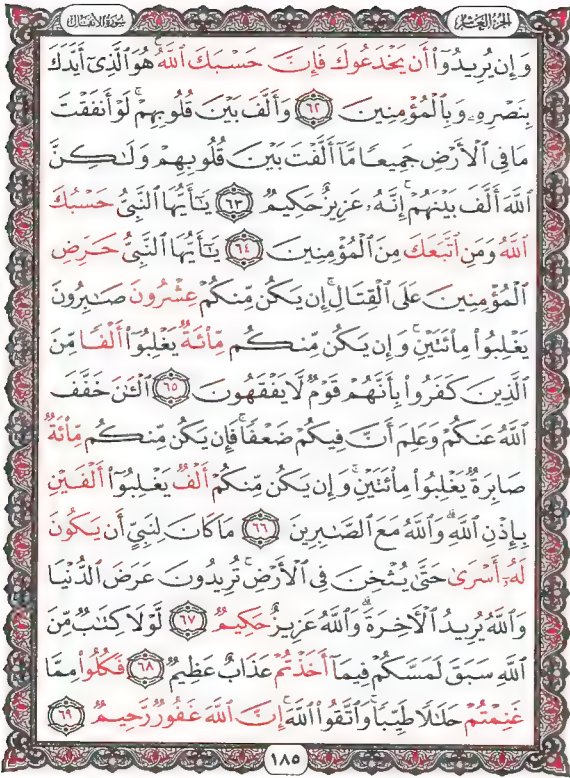 الجزء العاشر
سورة الأنفال
وَإِن يُرِيدُوٓا۟ أَن يَخْدَعُوكَ فَإِنَّ حَسْبَكَ ٱللَّهُ هُوَ ٱلَّذِىٓ أَيَّدَكَ
بِنَصْرِهِۦ وَبِٱلْمُؤْمِنِينَ ٦٢ وَأَلَّفَ بَيْنَ قُلُوبِهِمْ ۚ لَوْ أَنفَقْتَ
مَا فِى ٱلْأَرْضِ جَمِيعًا مَّآ أَلَّفْتَ بَيْنَ قُلُوبِهِمْ وَلَٰكِنَّ
ٱللَّهَ أَلَّفَ بَيْنَهُمْ ۚ إِنَّهُۥ عَزِيزٌ حَكِيمٌ ٦٣ يَٰٓأَيُّهَا ٱلنَّبِىُّ حَسْبُكَ
ٱللَّهُ وَمَنِ ٱتَّبَعَكَ مِنَ ٱلْمُؤْمِنِينَ ٦٤ يَٰٓأَيُّهَا ٱلنَّبِىُّ حَرِّضِ
ٱلْمُؤْمِنِينَ عَلَى ٱلْقِتَالِ ۚ إِن يَكُن مِّنكُمْ عِشْرُونَ صَٰبِرُونَ
يَغْلِبُوا۟ مِا۟ئَتَيْنِ ۚ وَإِن يَكُن مِّنكُم مِّا۟ئَةٌ يَغْلِبُوٓا۟ أَلْفًا مِّنَ
ٱلَّذِينَ كَفَرُوا۟ بِأَنَّهُمْ قَوْمٌ لَّا يَفْقَهُونَ ٦٥ ٱلْـَٰٔنَ خَفَّفَ
ٱللَّهُ عَنكُمْ وَعَلِمَ أَنَّ فِيكُمْ ضَعْفًا ۚ فَإِن يَكُن مِّنكُم مِّا۟ئَةٌ
صَابِرَةٌ يَغْلِبُوا۟ مِا۟ئَتَيْنِ ۚ وَإِن يَكُن مِّنكُمْ أَلْفٌ يَغْلِبُوٓا۟ أَلْفَيْنِ
بِإِذْنِ ٱللَّهِ ۗ وَٱللَّهُ مَعَ ٱلصَّٰبِرِينَ ٦٦ مَا كَانَ لِنَبِىٍّ أَن يَكُونَ
لَهُۥٓ أَسْرَىٰ حَتَّىٰ يُثْخِنَ فِى ٱلْأَرْضِ ۚ تُرِيدُونَ عَرَضَ ٱلدُّنْيَا
وَٱللَّهُ يُرِيدُ ٱلْءَاخِرَةَ ۗ وَٱللَّهُ عَزِيزٌ حَكِيمٌ ٦٧ لَّوْلَا كِتَٰبٌ مِّنَ
ٱللَّهِ سَبَقَ لَمَسَّكُمْ فِيمَآ أَخَذْتُمْ عَذَابٌ عَظِيمٌ ٦٨ فَكُلُوا۟ مِمَّا
غَنِمْتُمْ حَلَٰلًا طَيِّبًا ۚ وَٱتَّقُوا۟ ٱللَّهَ ۚ إِنَّ ٱللَّهَ غَفُورٌ رَّحِيمٌ ٦٩
١٨٥